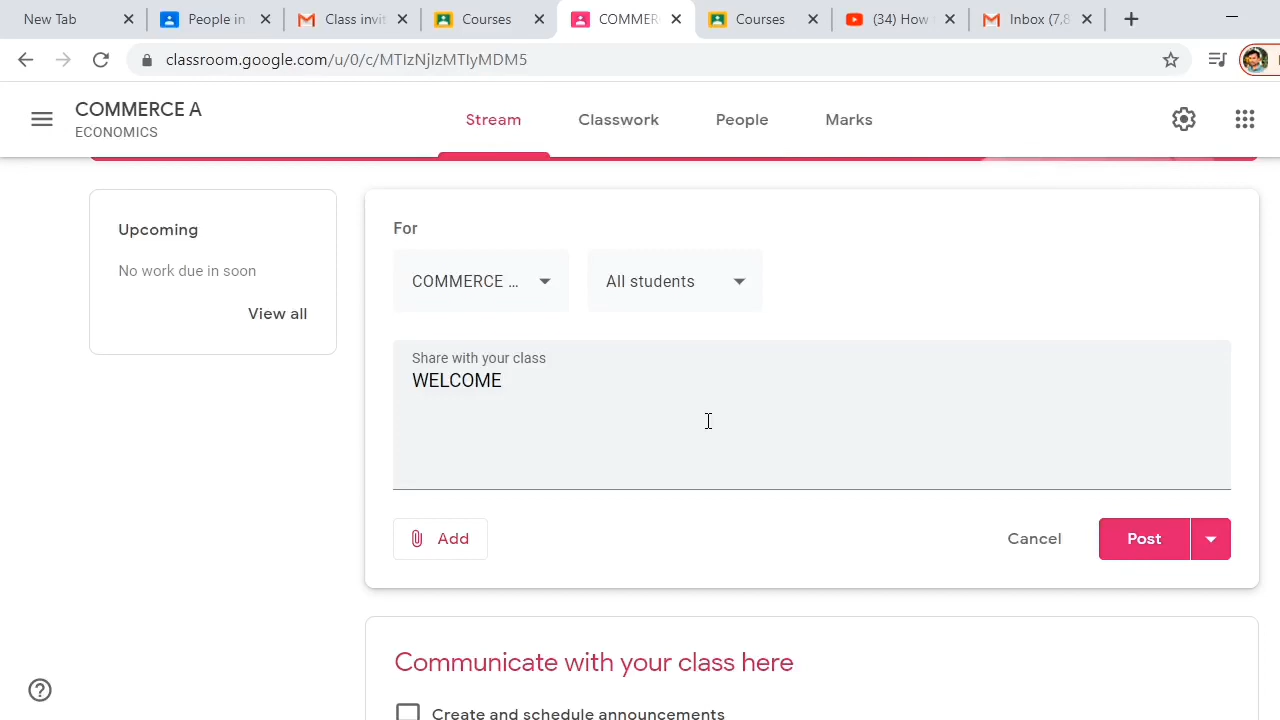 New Tab
People in
Class invit
Courses
COMMER
Courses
(34) How
Inbox (7,8
classroom.google.com/u/0/c/MTIzNjIzMTIyMDM5
COMMERCE A
ECONOMICS
Stream
Classwork
People
Marks
Upcoming
No work due in soon
View all
For
COMMERCE ...
All students
Share with your class
WELCOME
Add
Cancel
Post
Communicate with your class here
Create and schedule announcements